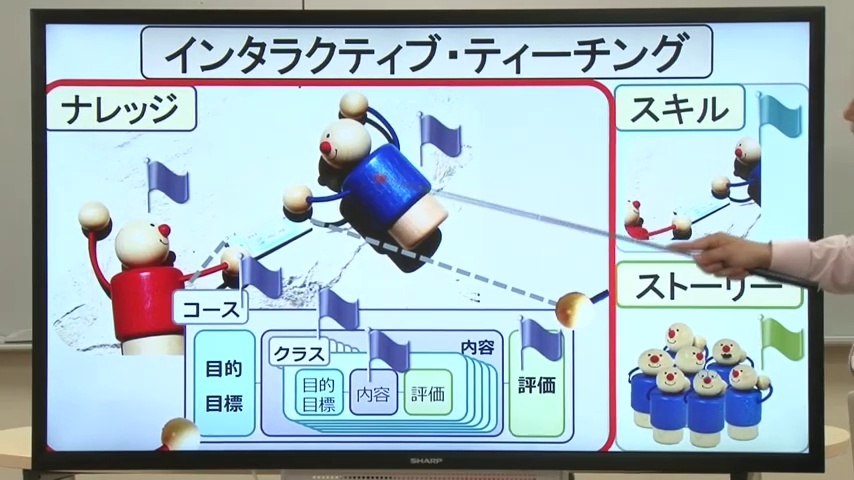 インタラクティブ・ティーチング
ナレッジ
スキル
ストーリー
コース
目的
目標
クラス
目的
目標
内容
評価
内容
評価
SHARP